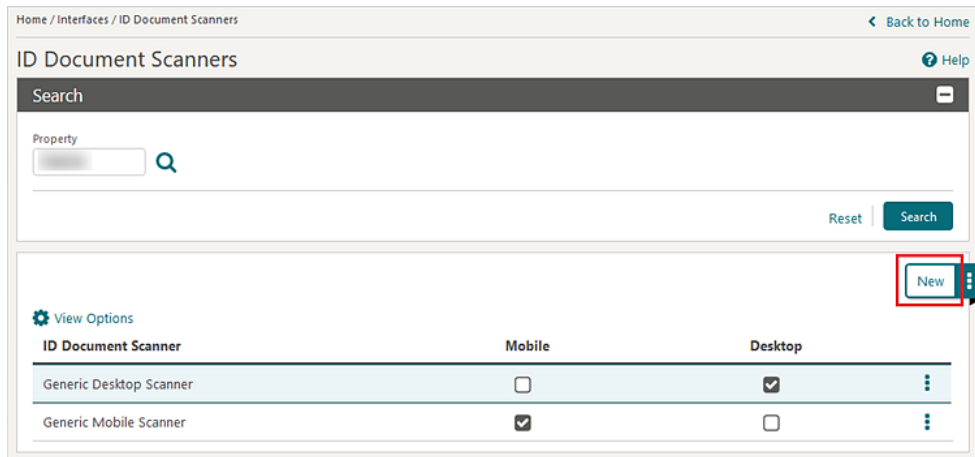 Home / Interfaces / ID Document Scanners
Back to Home
ID Document Scanners
Help
Search
Property
Reset
Search
New
View Options
ID Document Scanner Mobile Desktop
Generic Desktop Scanner
Generic Mobile Scanner